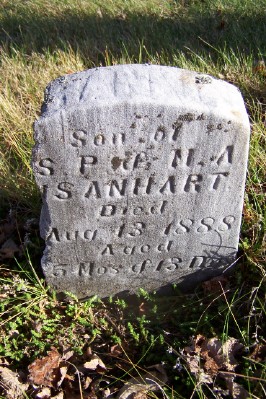 Son of
S. P. & M. A
ISANHART.
Died
Aug. 13, 1888
Aged
5 Mos. & 13 Ds.